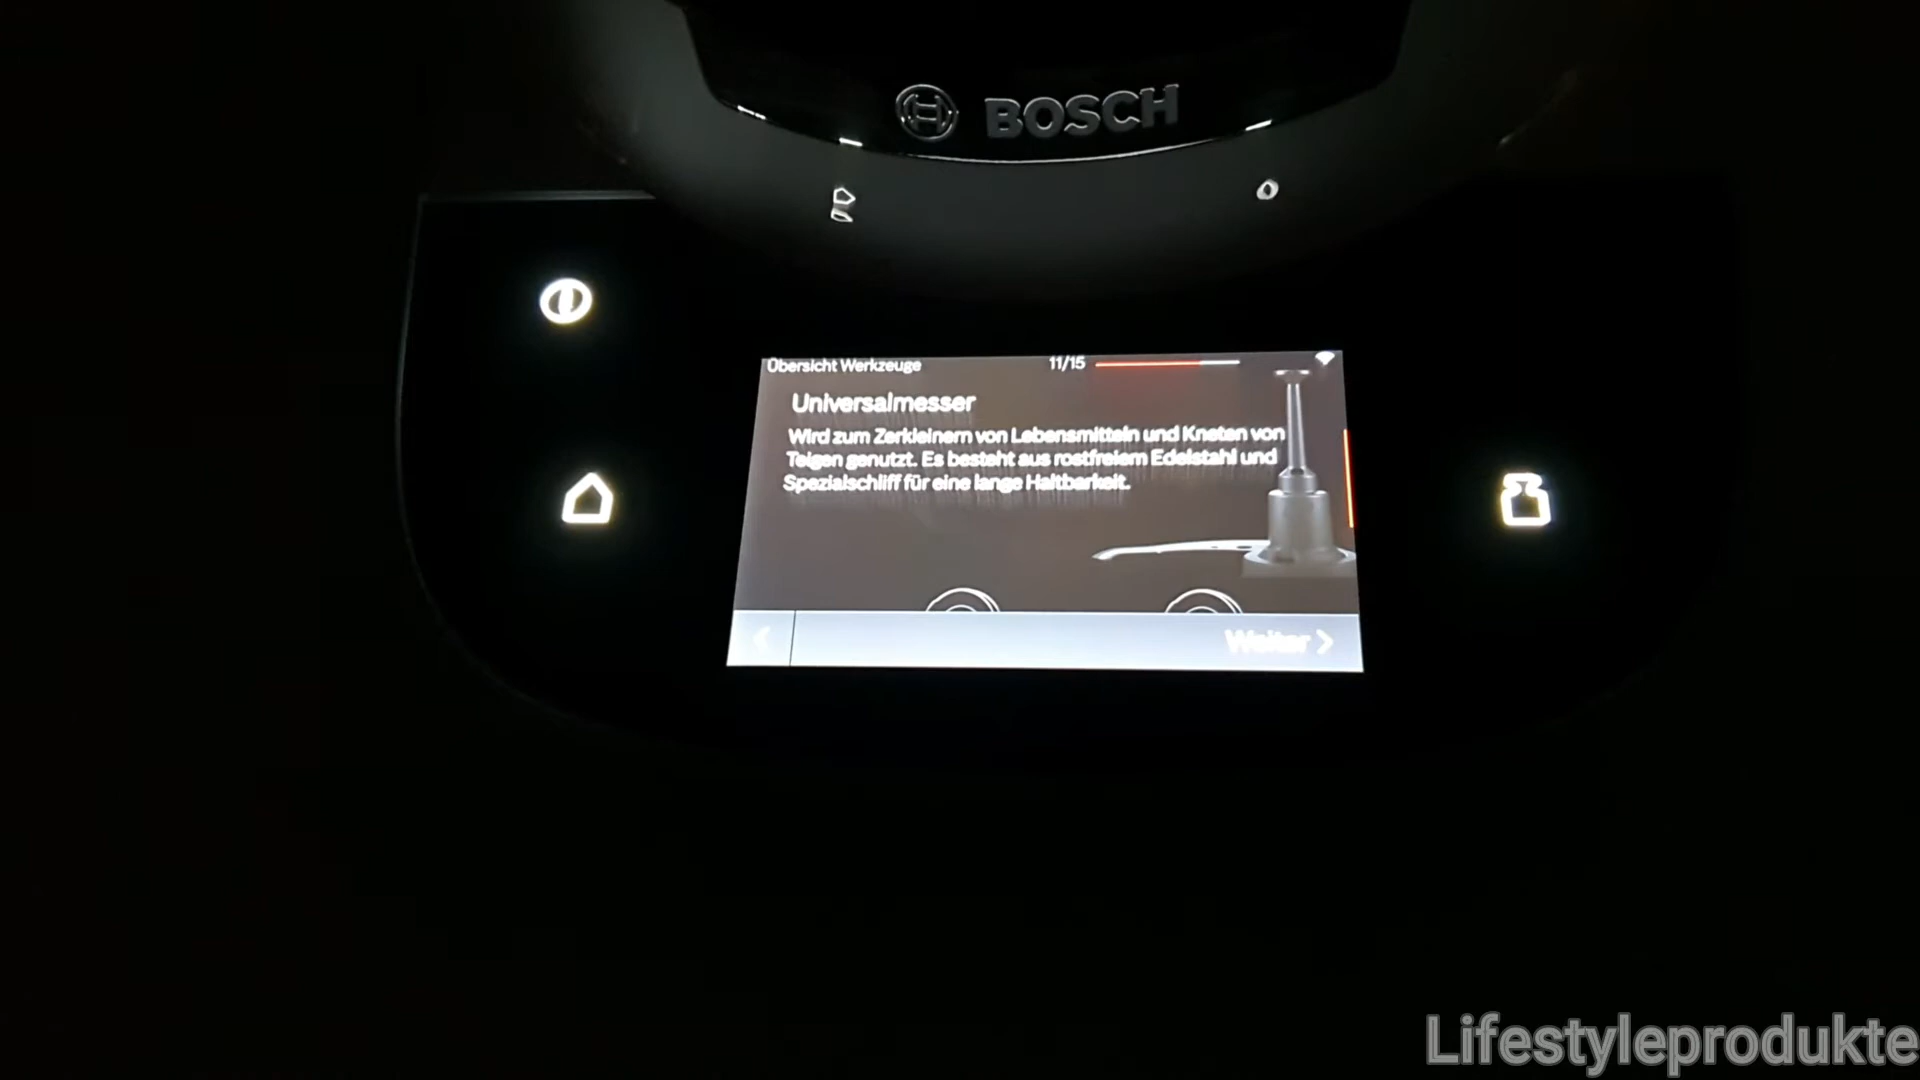 BOSCH
Übersicht Werkzeuge
11/15
Universalmesser
Wird zum Zerkleinern von Lebensmitteln und Kneten von
Teigen genutzt. Es besteht aus rostfreiem Edelstahl und
Spezialschliff für eine lange Haltbarkeit.
Weiter
Lifestyleprodukte